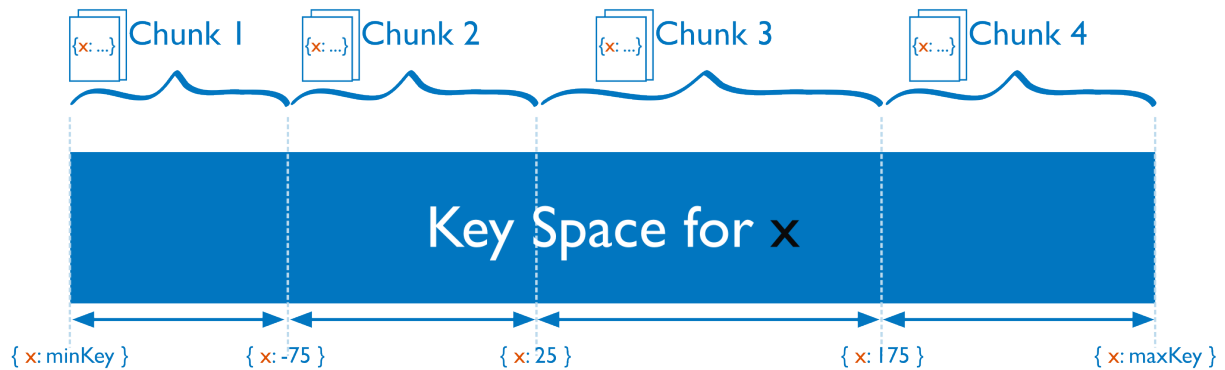 {x: ...} Chunk 1
{x: ...} Chunk 2
{x: ...} Chunk 3
{x: ...} Chunk 4
Key Space for x
{ x: minKey }
{ x: -75 }
{ x: 25 }
{ x: 175 }
{ x: maxKey }